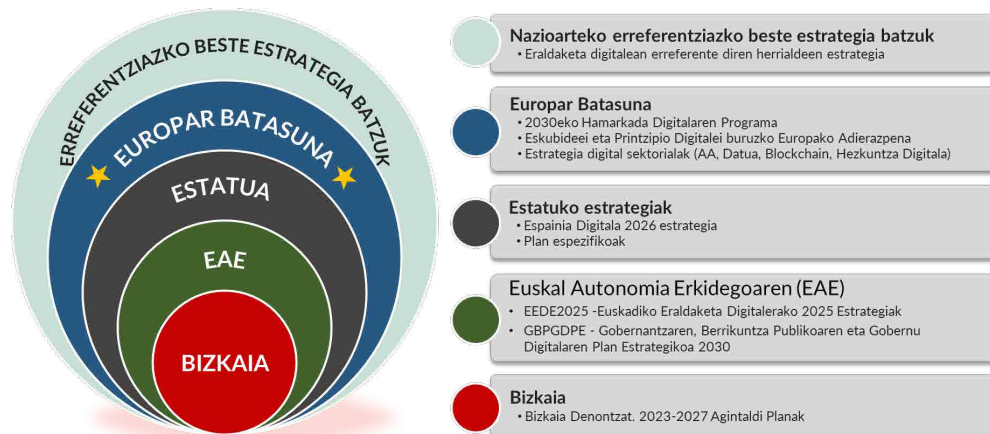 ERREFERENTZIAZKO BESTE ESTRATEGIA BATZUK
EUROPAR BATASUNA
ESTATUA
EAE
BIZKAIA
Nazioarteko erreferentziazko beste estrategia batzuk
• Eraldaketa digitalean erreferente diren herrialdeen estrategia
Europar Batasuna
• 2030eko Hamarkada Digitalaren Programa
• Eskubideei eta Printzipio Digitalei buruzko Europako Adierazpena
• Estrategia digital sektorialak (AA, Datua, Blockchain, Hezkuntza Digitala)
Estatuko estrategiak
• Espainia Digitala 2026 estrategia
• Plan espezifikoak
Euskal Autonomia Erkidegoaren (EAE)
• EEDE2025 -Euskadiko Eraldaketa Digitalerako 2025 Estrategiak
• GBPGDPE - Gobernantzaren, Berrikuntza Publikoaren eta Gobernu
Digitalaren Plan Estrategikoa 2030
Bizkaia
• Bizkaia Denontzat. 2023-2027 Agintaldi Planak